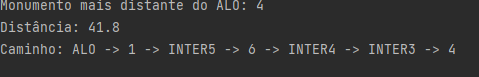 Monumento mais distante do ALO: 4
Distância: 41.8
Caminho: ALO -> 1 -> INTER5 -> 6 -> INTER4 -> INTER3 -> 4